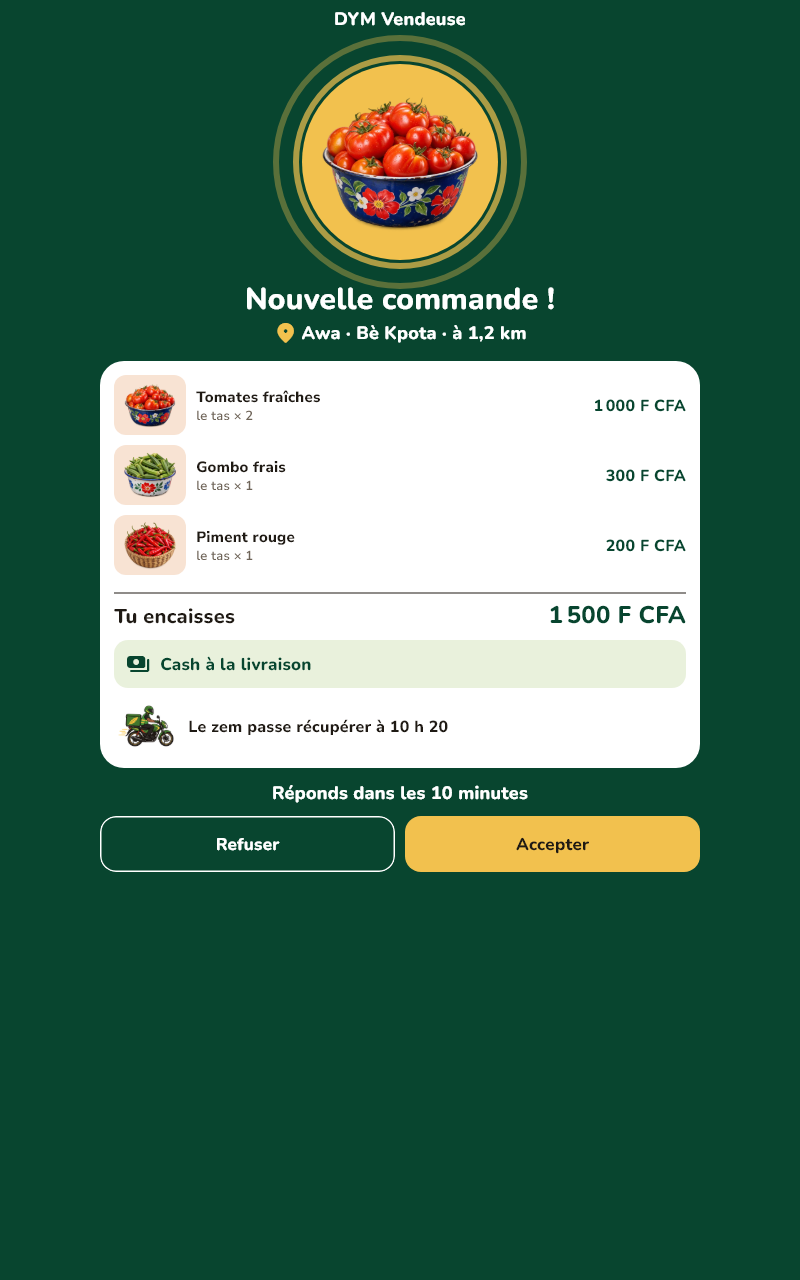 DYM Vendeuse
Nouvelle commande !
Awa · Bè Kpota · à 1,2 km
Tomates fraîches
le tas × 2
1 000 F CFA
Gombo frais
le tas × 1
300 F CFA
Piment rouge
le tas × 1
200 F CFA
Tu encaisses
1 500 F CFA
Cash à la livraison
Le zem passe récupérer à 10 h 20
Réponds dans les 10 minutes
Refuser
Accepter